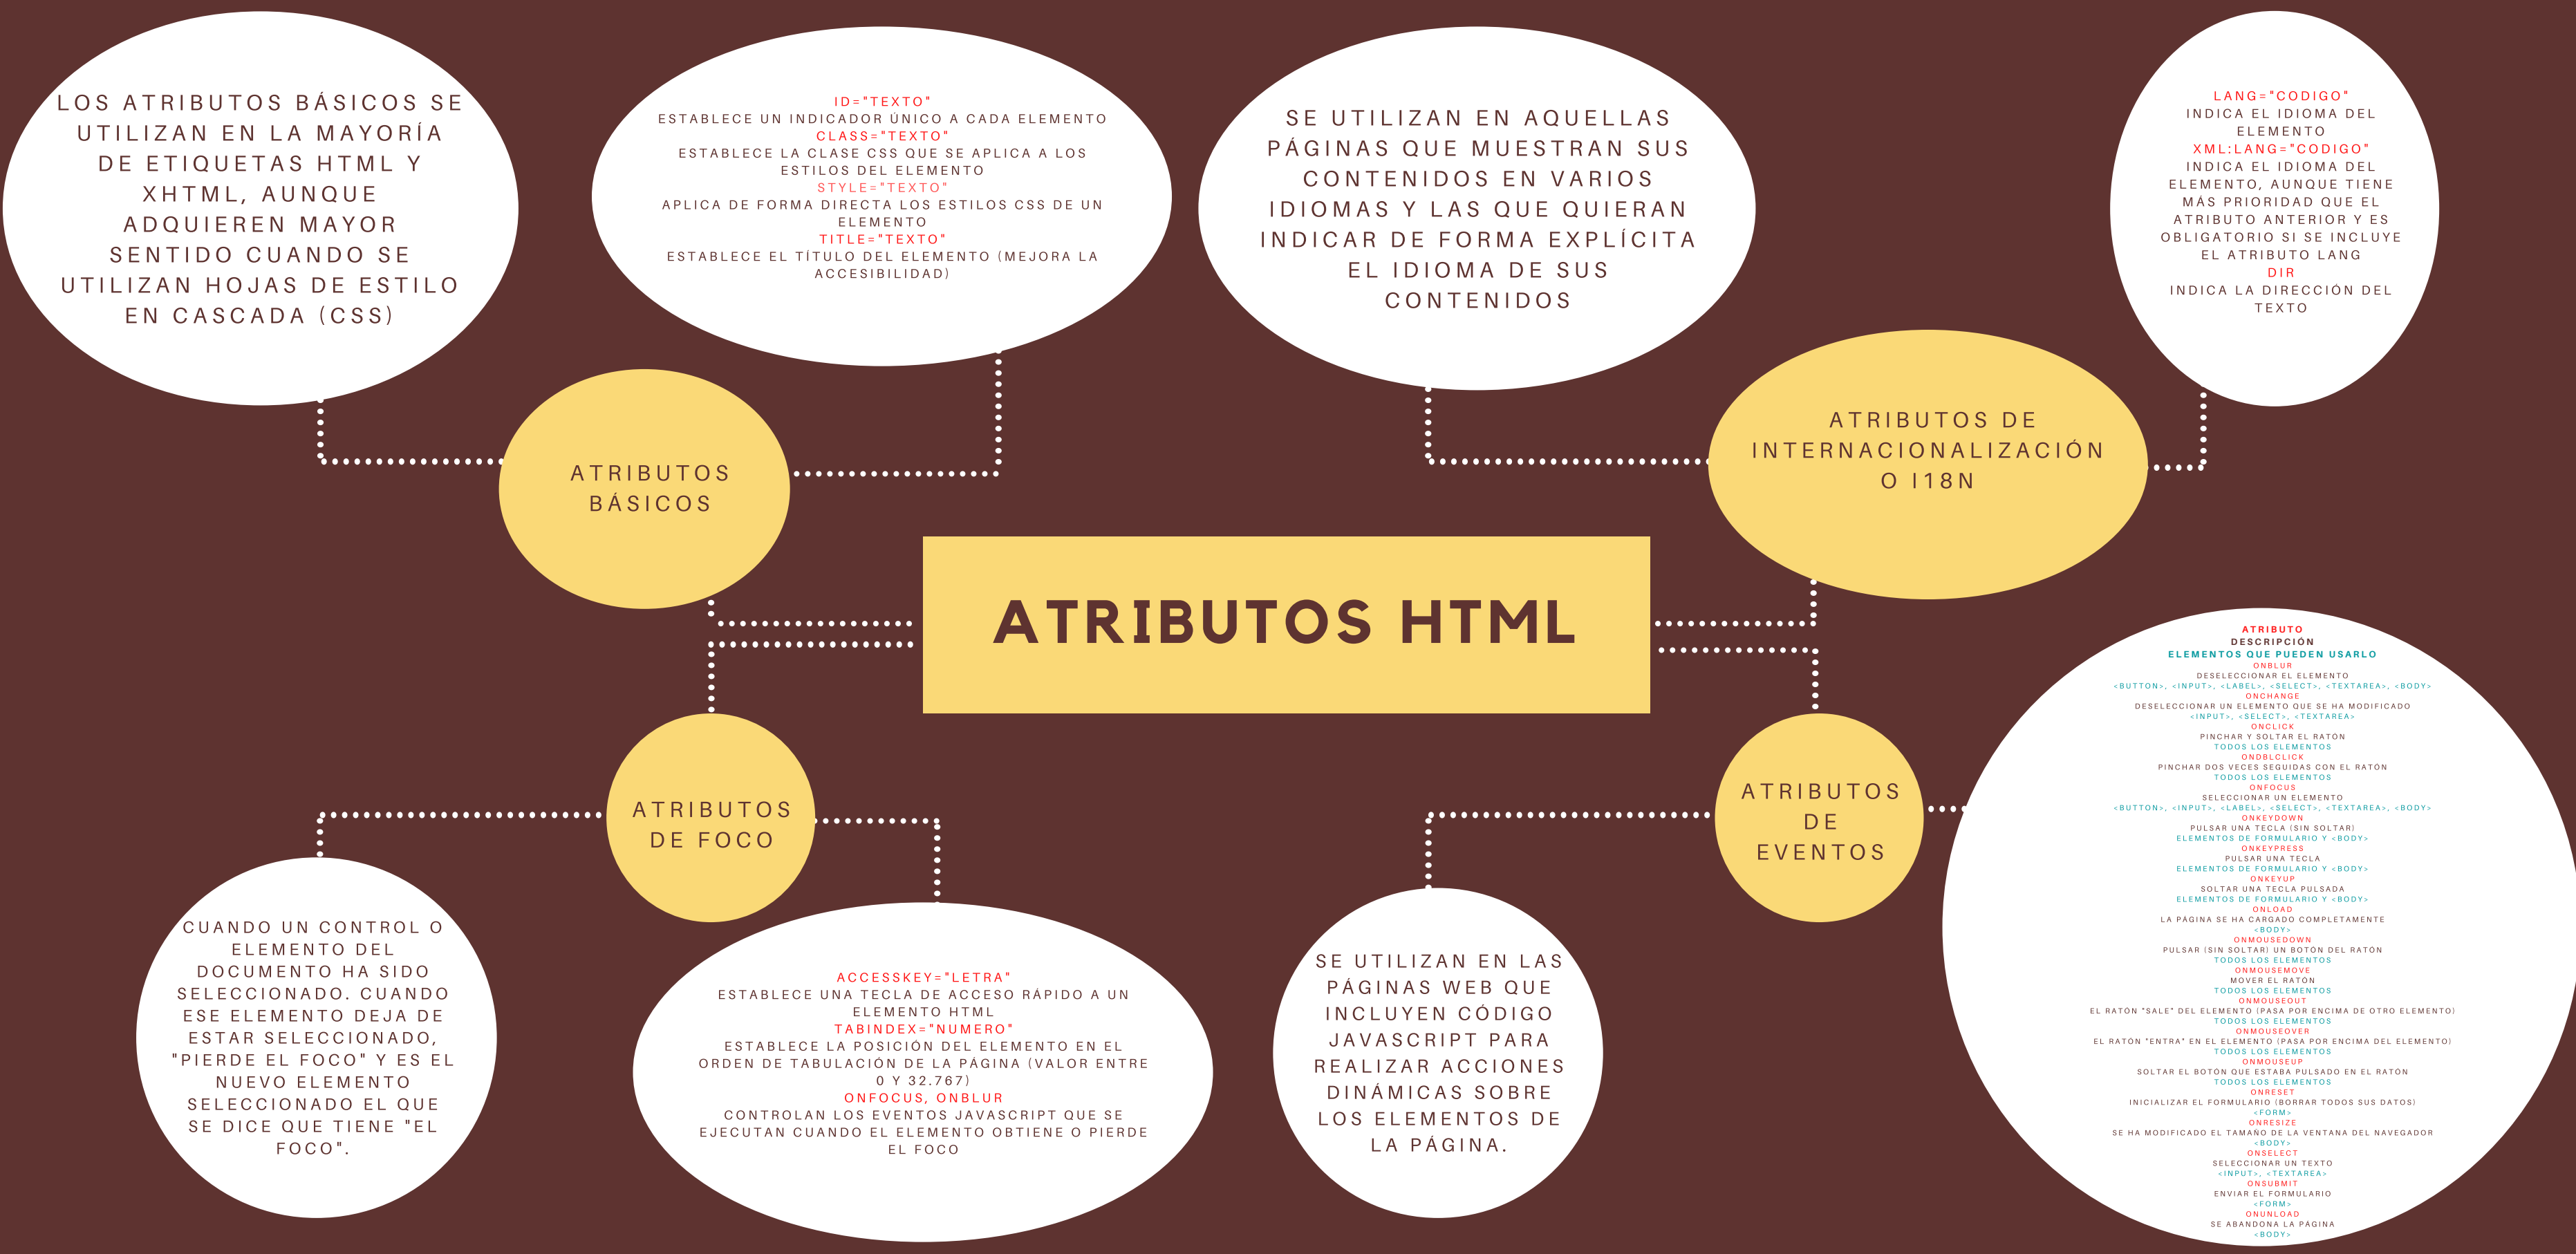 LOS ATRIBUTOS BÁSICOS SE
UTILIZAN EN LA MAYORÍA
DE ETIQUETAS HTML Y
XHTML, AUNQUE
ADQUIEREN MAYOR
SENTIDO CUANDO SE
UTILIZAN HOJAS DE ESTILO
EN CASCADA (CSS)
ID="TEXTO"
ESTABLECE UN INDICADOR ÚNICO A CADA ELEMENTO
CLASS="TEXTO"
ESTABLECE LA CLASE CSS QUE SE APLICA A LOS
ESTILOS DEL ELEMENTO
STYLE="TEXTO"
APLICA DE FORMA DIRECTA LOS ESTILOS CSS DE UN
ELEMENTO
TITLE="TEXTO"
ESTABLECE EL TÍTULO DEL ELEMENTO (MEJORA LA
ACCESIBILIDAD)
SE UTILIZAN EN AQUELLAS
PÁGINAS QUE MUESTRAN SUS
CONTENIDOS EN VARIOS
IDIOMAS Y LAS QUE QUIERAN
INDICAR DE FORMA EXPLÍCITA
EL IDIOMA DE SUS
CONTENIDOS
LANG="CODIGO"
INDICA EL IDIOMA DEL
ELEMENTO
XML:LANG="CODIGO"
INDICA EL IDIOMA DEL
ELEMENTO, AUNQUE TIENE
MÁS PRIORIDAD QUE EL
ATRIBUTO ANTERIOR Y ES
OBLIGATORIO SI SE INCLUYE
EL ATRIBUTO LANG
DIR
INDICA LA DIRECCIÓN DEL
TEXTO
ATRIBUTOS
BÁSICOS
ATRIBUTOS DE
INTERNACIONALIZACIÓN
O I18N
ATRIBUTOS HTML
ATRIBUTOS
DE FOCO
ATRIBUTOS
DE
EVENTOS
CUANDO UN CONTROL O
ELEMENTO DEL
DOCUMENTO HA SIDO
SELECCIONADO. CUANDO
ESE ELEMENTO DEJA DE
ESTAR SELECCIONADO,
"PIERDE EL FOCO" Y ES EL
NUEVO ELEMENTO
SELECCIONADO EL QUE
SE DICE QUE TIENE "EL
FOCO".
ACCESSKEY="LETRA"
ESTABLECE UNA TECLA DE ACCESO RÁPIDO A UN
ELEMENTO HTML
TABINDEX="NUMERO"
ESTABLECE LA POSICIÓN DEL ELEMENTO EN EL
ORDEN DE TABULACIÓN DE LA PÁGINA (VALOR ENTRE
0 Y 32.767)
ONFOCUS, ONBLUR
CONTROLAN LOS EVENTOS JAVASCRIPT QUE SE
EJECUTAN CUANDO EL ELEMENTO OBTIENE O PIERDE
EL FOCO
SE UTILIZAN EN LAS
PÁGINAS WEB QUE
INCLUYEN CÓDIGO
JAVASCRIPT PARA
REALIZAR ACCIONES
DINÁMICAS SOBRE
LOS ELEMENTOS DE
LA PÁGINA.
ATRIBUTO
DESCRIPCIÓN
ELEMENTOS QUE PUEDEN USARLO
ONBLUR
DESELECCIONAR EL ELEMENTO
<BUTTON>, <INPUT>, <LABEL>, <SELECT>, <TEXTAREA>, <BODY>
ONCHANGE
DESELECCIONAR UN ELEMENTO QUE SE HA MODIFICADO
<INPUT>, <SELECT>, <TEXTAREA>
ONCLICK
PINCHAR Y SOLTAR EL RATÓN
TODOS LOS ELEMENTOS
ONDBLCLICK
PINCHAR DOS VECES SEGUIDAS CON EL RATÓN
TODOS LOS ELEMENTOS
ONFOCUS
SELECCIONAR UN ELEMENTO
<BUTTON>, <INPUT>, <LABEL>, <SELECT>, <TEXTAREA>, <BODY>
ONKEYDOWN
PULSAR UNA TECLA (SIN SOLTAR)
ELEMENTOS DE FORMULARIO Y <BODY>
ONKEYPRESS
PULSAR UNA TECLA
ELEMENTOS DE FORMULARIO Y <BODY>
ONKEYUP
SOLTAR UNA TECLA PULSADA
ELEMENTOS DE FORMULARIO Y <BODY>
ONLOAD
LA PÁGINA SE HA CARGADO COMPLETAMENTE
<BODY>
ONMOUSEDOWN
PULSAR (SIN SOLTAR) UN BOTÓN DEL RATÓN
TODOS LOS ELEMENTOS
ONMOUSEMOVE
MOVER EL RATÓN
TODOS LOS ELEMENTOS
ONMOUSEOUT
EL RATÓN "SALE" DEL ELEMENTO (PASA POR ENCIMA DE OTRO ELEMENTO)
TODOS LOS ELEMENTOS
ONMOUSEOVER
EL RATÓN "ENTRA" EN EL ELEMENTO (PASA POR ENCIMA DEL ELEMENTO)
TODOS LOS ELEMENTOS
ONMOUSEUP
SOLTAR EL BOTÓN QUE ESTABA PULSADO EN EL RATÓN
TODOS LOS ELEMENTOS
ONRESET
INICIALIZAR EL FORMULARIO (BORRAR TODOS SUS DATOS)
<FORM>
ONRESIZE
SE HA MODIFICADO EL TAMAÑO DE LA VENTANA DEL NAVEGADOR
<BODY>
ONSELECT
SELECCIONAR UN TEXTO
<INPUT>, <TEXTAREA>
ONSUBMIT
ENVIAR EL FORMULARIO
<FORM>
ONUNLOAD
SE ABANDONA LA PÁGINA
<BODY>